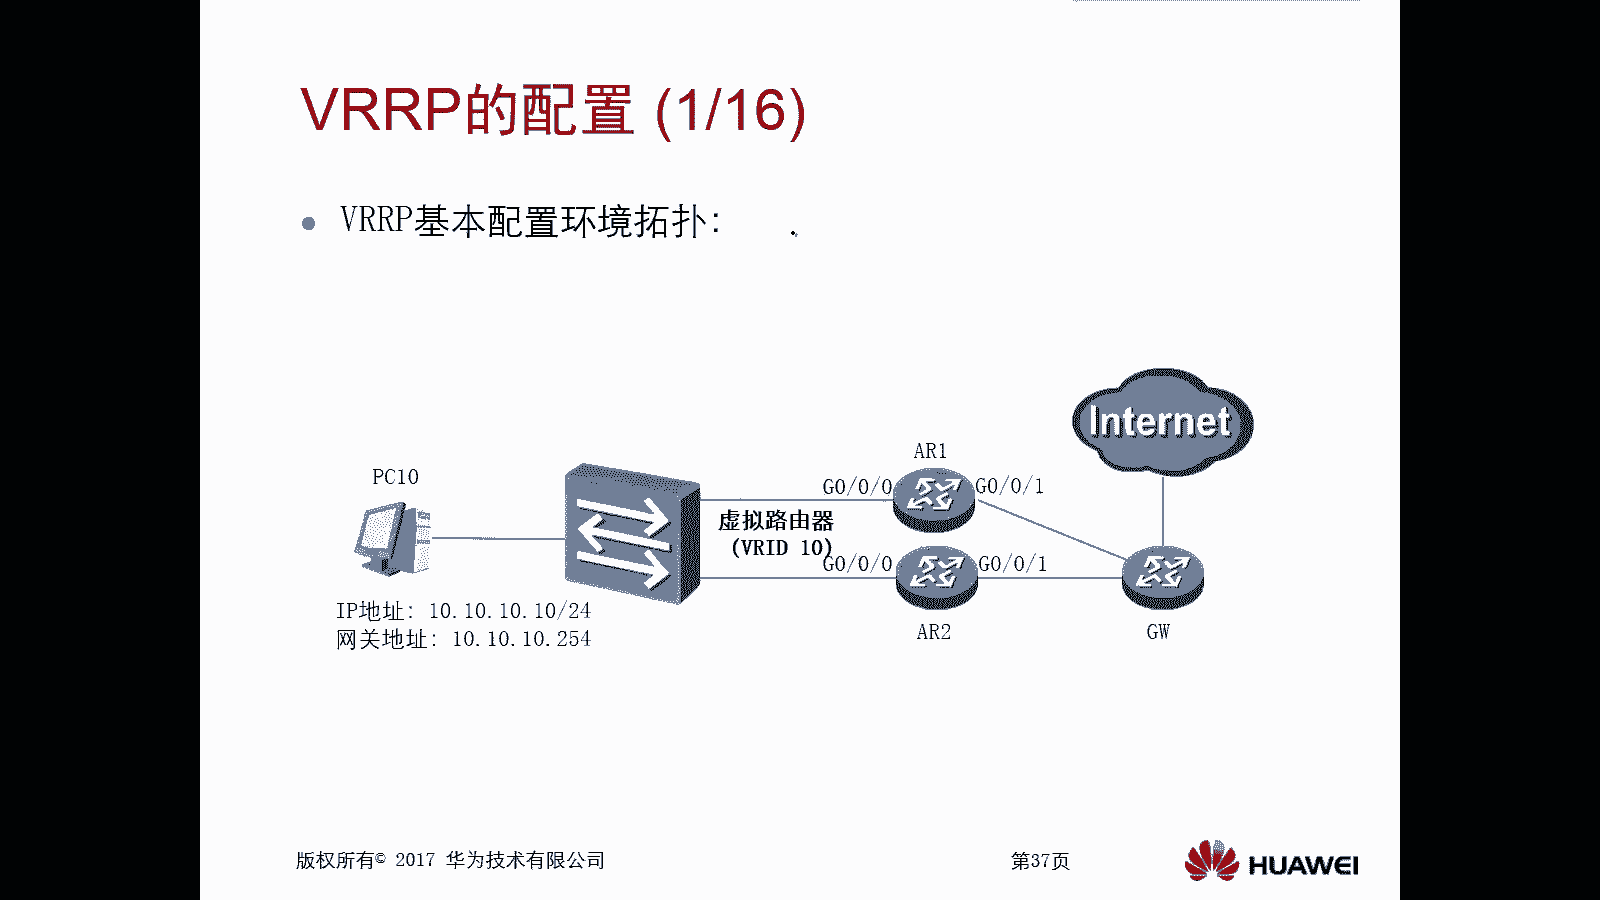 VRRP的配置 (1/16)
VRRP基本配置环境拓扑:
Internet
AR1
PC10
G0/0/0
G0/0/1
虚拟路由器
(VRID 10)
G0/0/0
G0/0/1
IP地址: 10.10.10.10/24
网关地址: 10.10.10.254
AR2
GW
版权所有© 2017 华为技术有限公司
第37页
HUAWEI